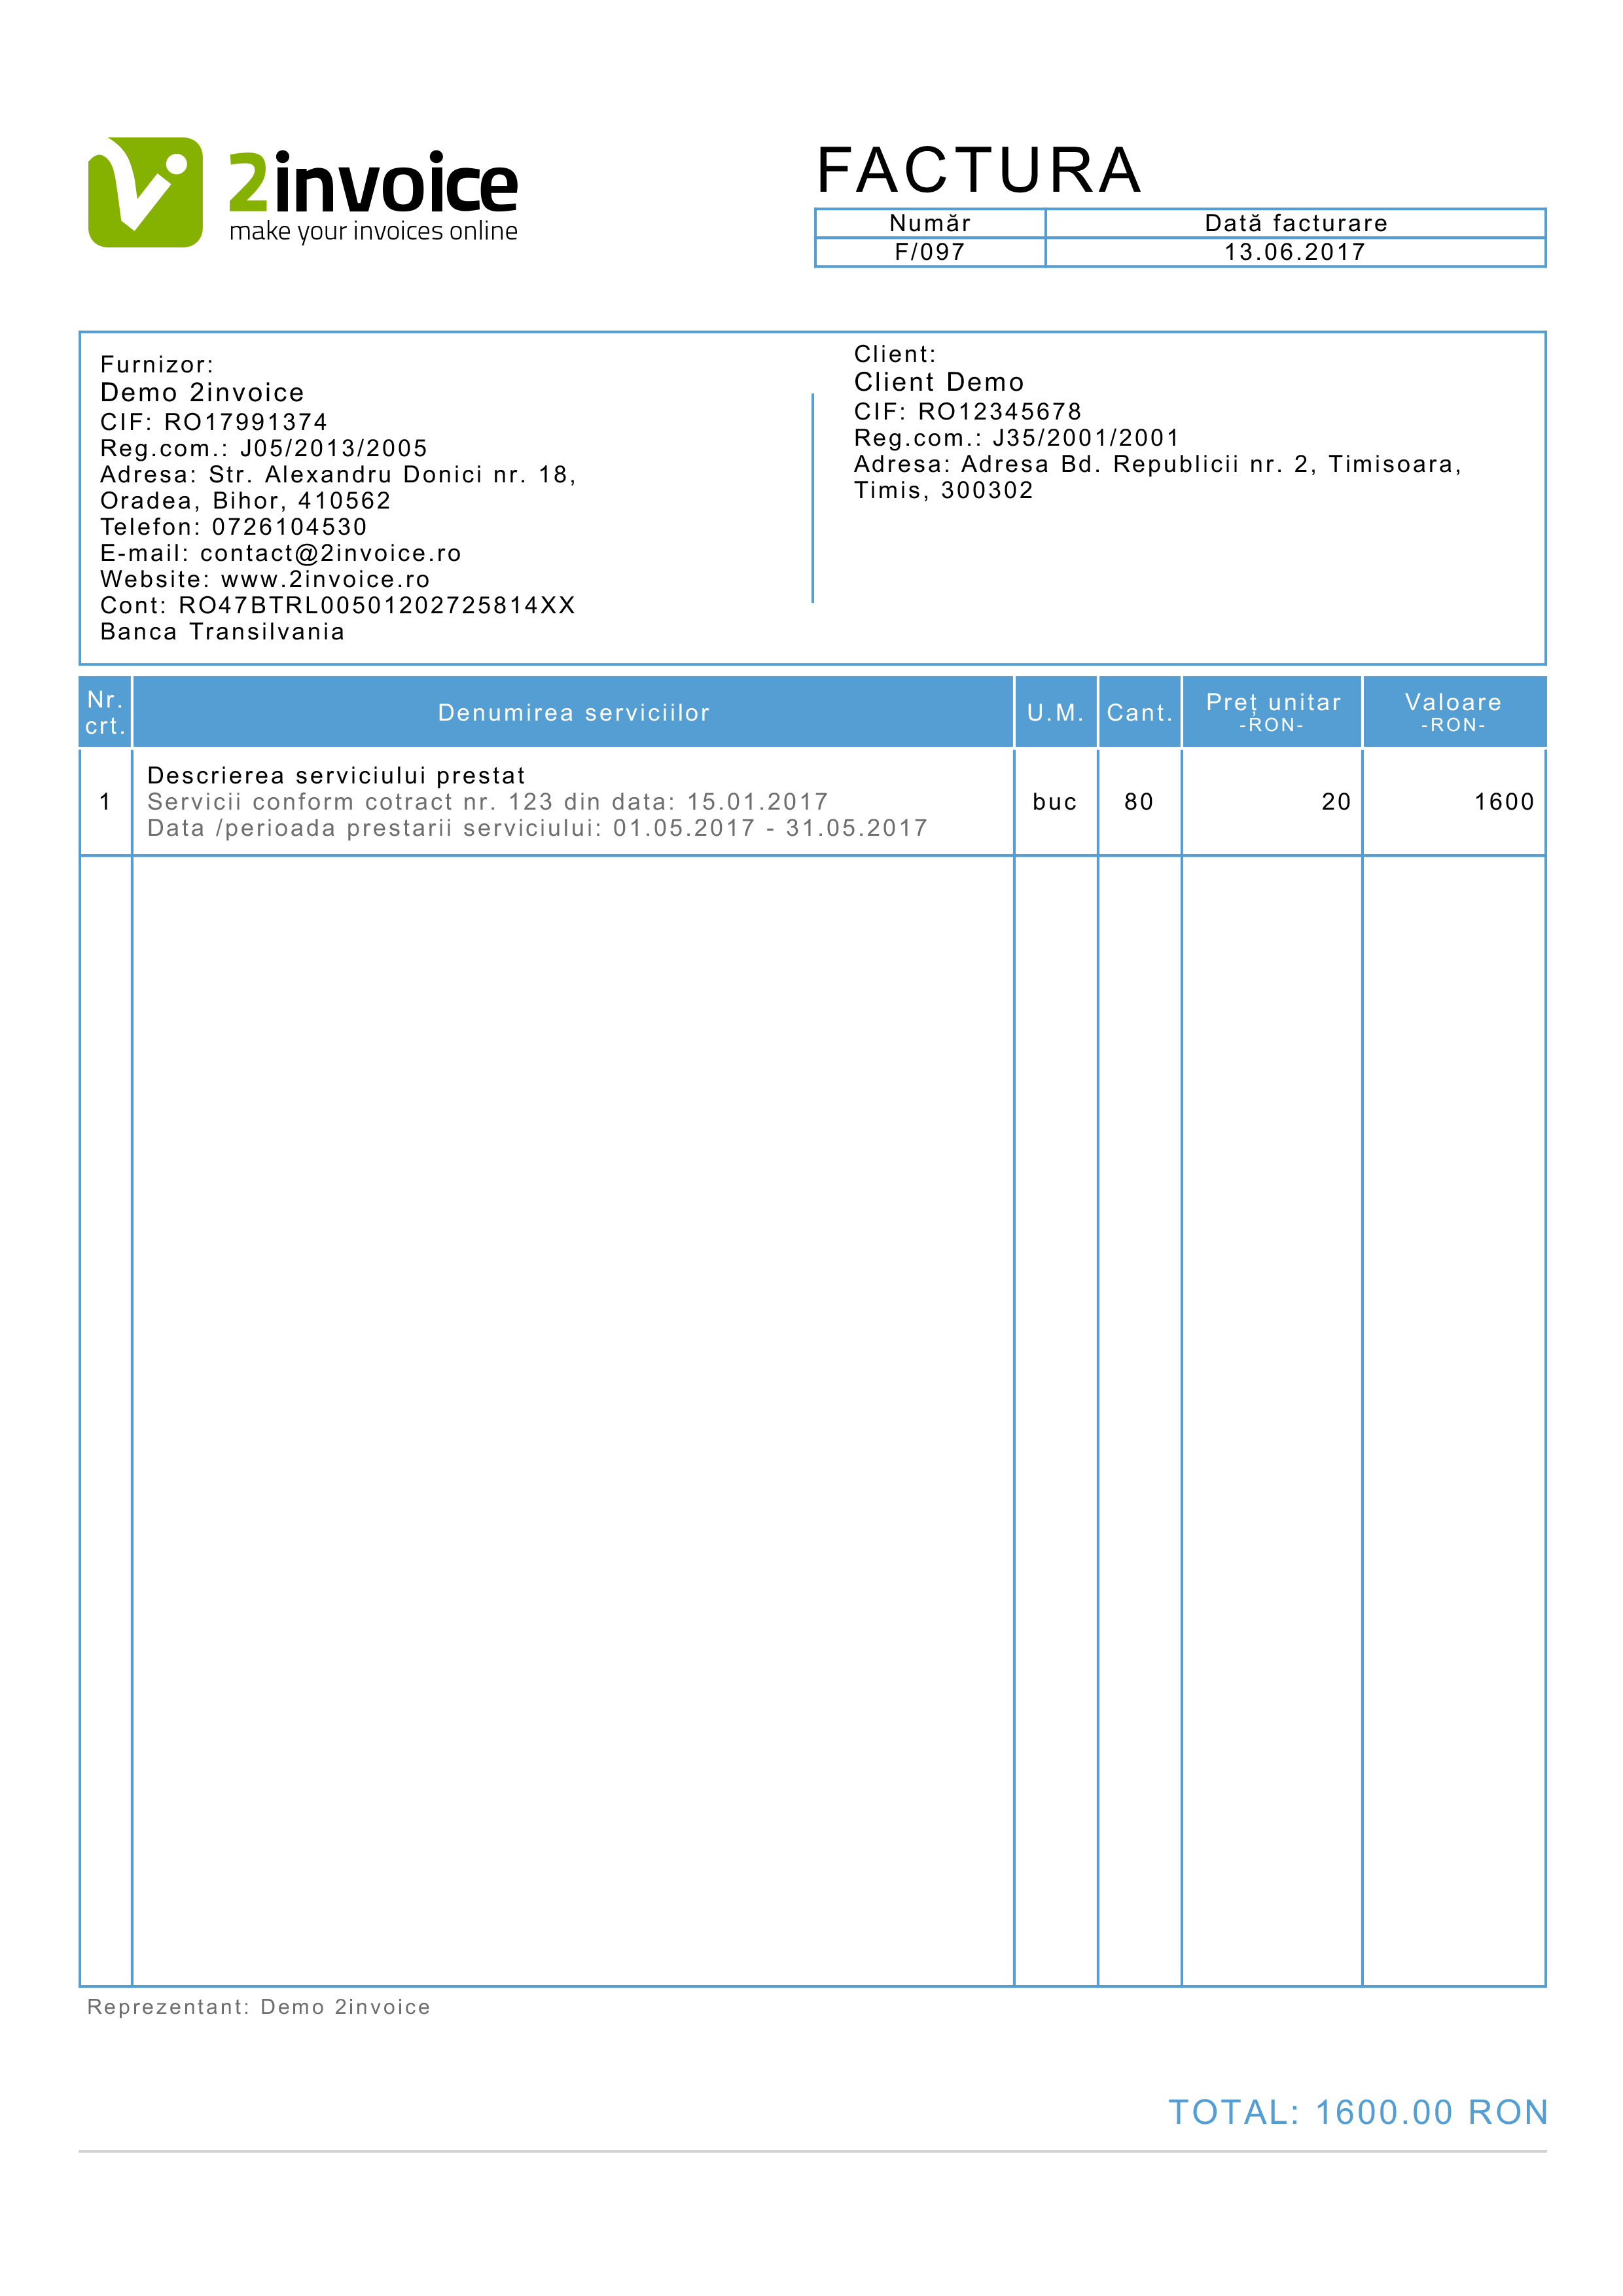 2invoice
make your invoices online
FACTURA
Număr Dată facturare
F/097 13.06.2017
Furnizor:
Demo 2invoice
CIF: RO17991374
Reg.com.: J05/2013/2005
Adresa: Str. Alexandru Donici nr. 18,
Oradea, Bihor, 410562
Telefon: 0726104530
E-mail: contact@2invoice.ro
Website: www.2invoice.ro
Cont: RO47BTRL00501202725814XX
Banca Transilvania
Client:
Client Demo
CIF: RO12345678
Reg.com.: J35/2001/2001
Adresa: Adresa Bd. Republicii nr. 2, Timisoara,
Timis, 300302
Nr. crt. Denumirea serviciilor U.M. Cant. Preț unitar -RON- Valoare -RON-
Descrierea serviciului prestat
1 Servicii conform cotract nr. 123 din data: 15.01.2017 buc 80 20 1600
Data /perioada prestarii serviciului: 01.05.2017 - 31.05.2017
Reprezentant: Demo 2invoice
TOTAL: 1600.00 RON